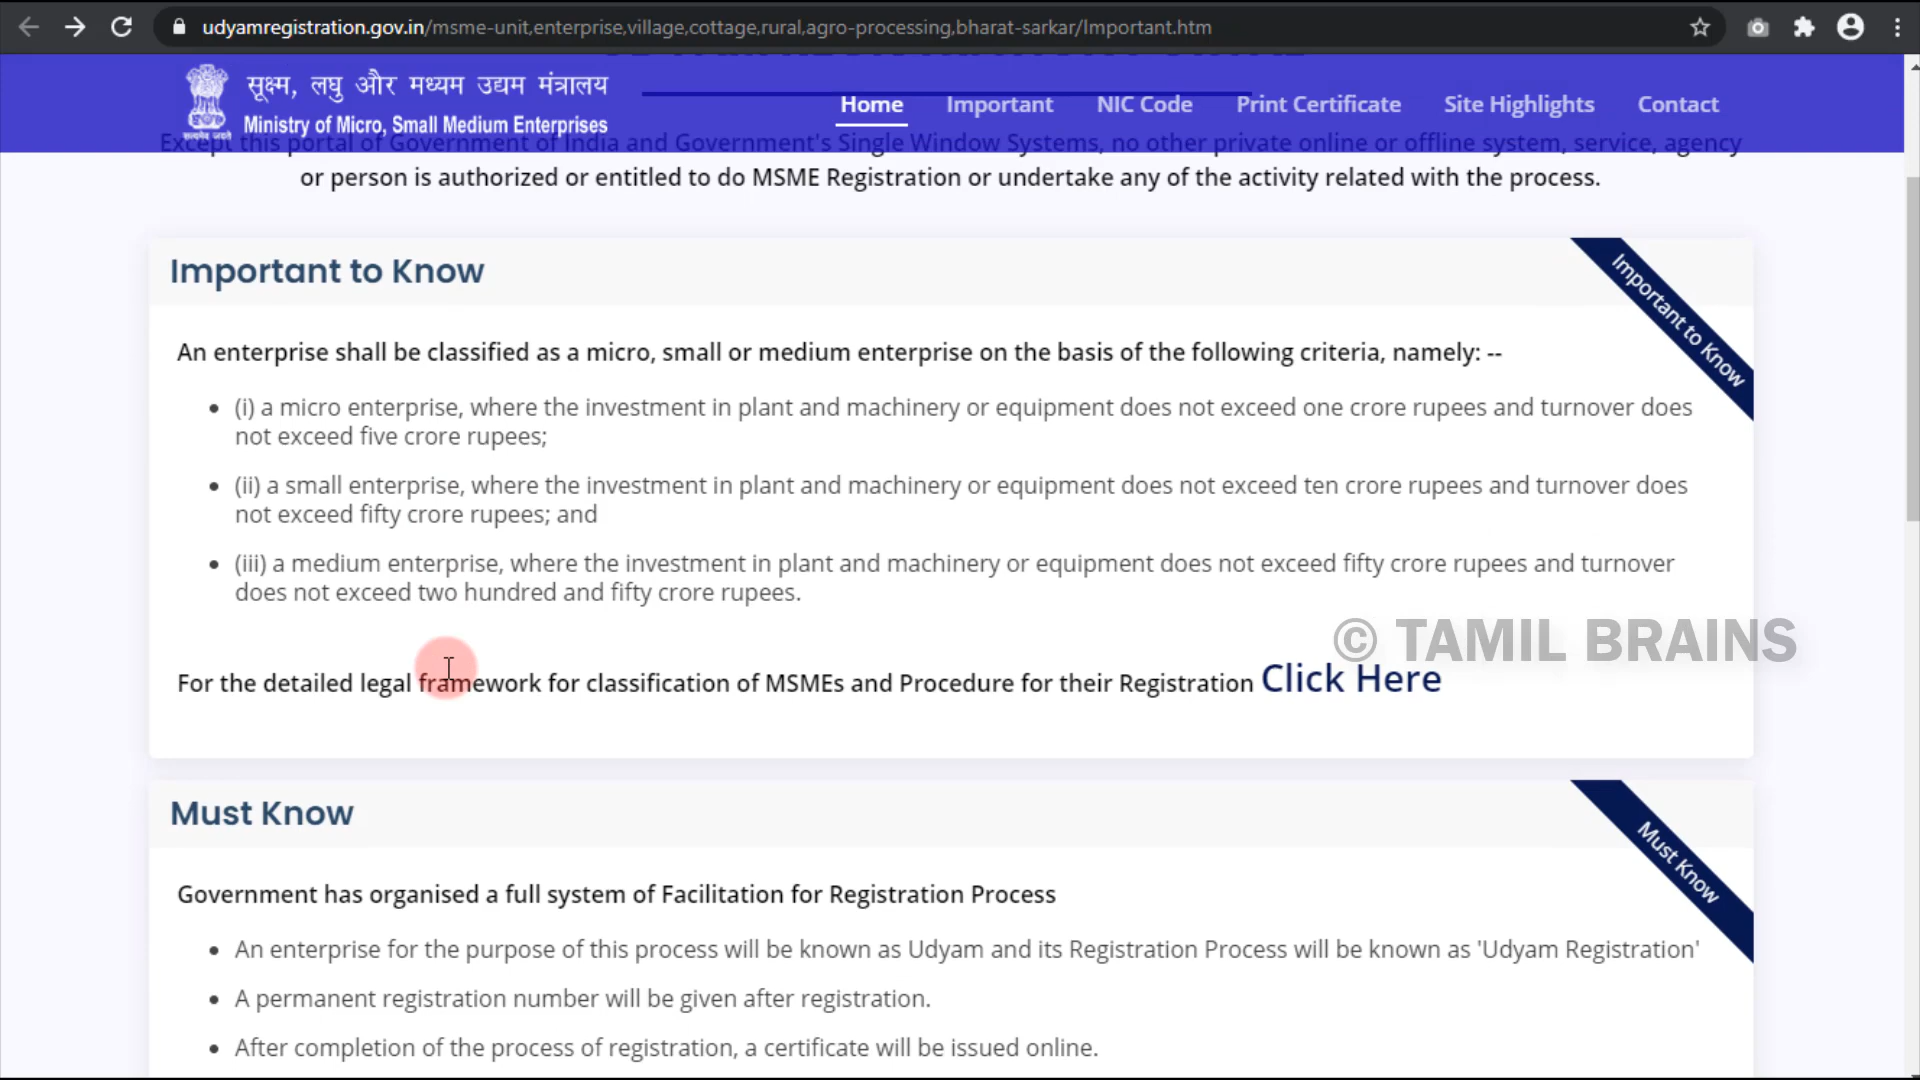 udyamregistration.gov.in/msme-unit,enterprise,village,cottage,rural,agro-processing,bharat-sarkar/Important.htm
सूक्ष्म, लघु और मध्यम उद्यम मंत्रालय
Ministry of Micro, Small Medium Enterprises
Home Important NIC Code Print Certificate Site Highlights Contact
Except this portal of Government of India and Government's Single Window Systems, no other private online or offline system, service, agency
or person is authorized or entitled to do MSME Registration or undertake any of the activity related with the process.
Important to Know
Important to Know
An enterprise shall be classified as a micro, small or medium enterprise on the basis of the following criteria, namely: --
• (i) a micro enterprise, where the investment in plant and machinery or equipment does not exceed one crore rupees and turnover does
not exceed five crore rupees;
• (ii) a small enterprise, where the investment in plant and machinery or equipment does not exceed ten crore rupees and turnover does
not exceed fifty crore rupees; and
• (iii) a medium enterprise, where the investment in plant and machinery or equipment does not exceed fifty crore rupees and turnover
does not exceed two hundred and fifty crore rupees.
© TAMIL BRAINS
For the detailed legal framework for classification of MSMEs and Procedure for their Registration Click Here
Must Know
Must Know
Government has organised a full system of Facilitation for Registration Process
• An enterprise for the purpose of this process will be known as Udyam and its Registration Process will be known as 'Udyam Registration'
• A permanent registration number will be given after registration.
• After completion of the process of registration, a certificate will be issued online.